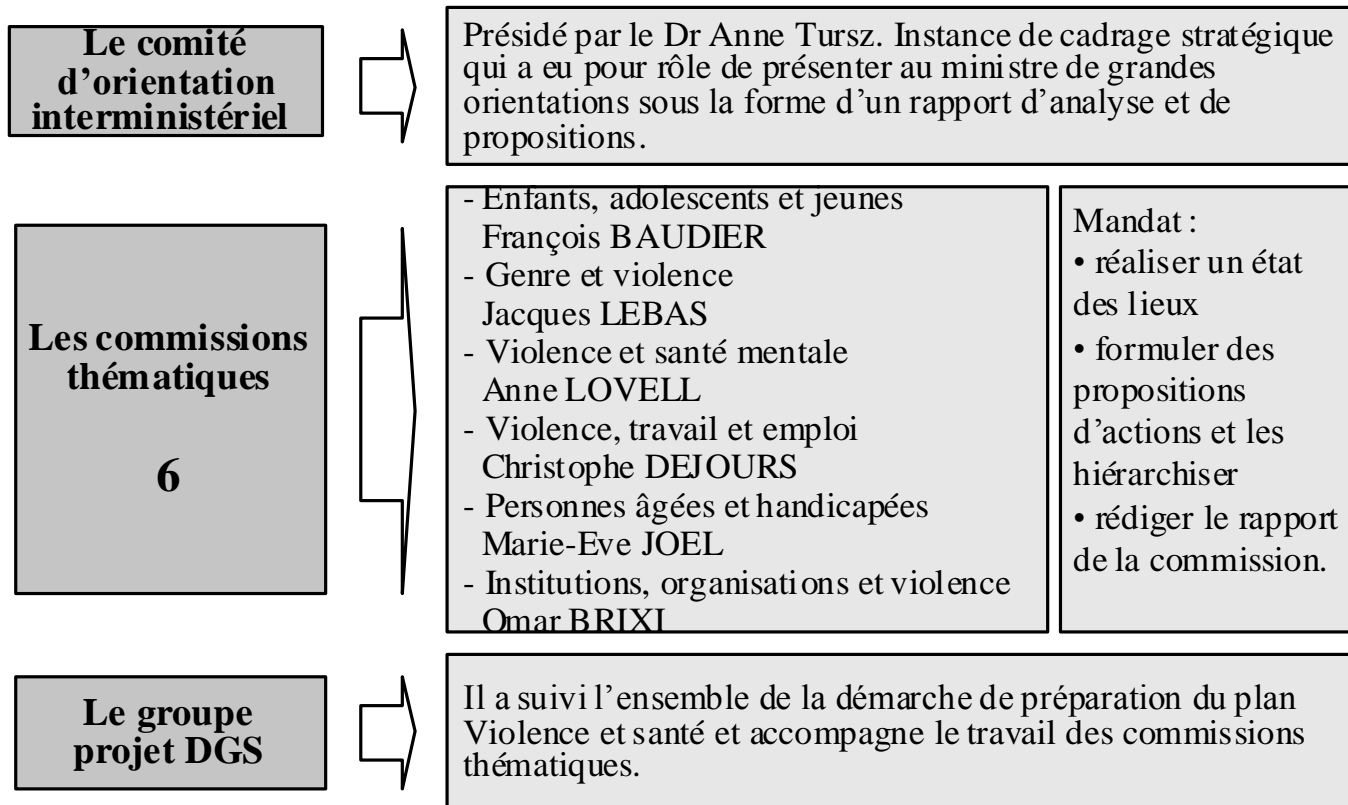 Le comité
d’orientation
interministériel
Présidé par le Dr Anne Tursz. Instance de cadrage stratégique
qui a eu pour rôle de présenter au ministre de grandes
orientations sous la forme d’un rapport d’analyse et de
propositions.
Les commissions
thématiques
6
- Enfants, adolescents et jeunes
François BAUDIER
- Genre et violence
Jacques LEBAS
- Violence et santé mentale
Anne LOVELL
- Violence, travail et emploi
Christophe DEJOURS
- Personnes âgées et handicapées
Marie-Eve JOEL
- Institutions, organisations et violence
Omar BRIXI
Mandat :
• réaliser un état
des lieux
• formuler des
propositions
d’actions et les
hiérarchiser
• rédiger le rapport
de la commission.
Le groupe
projet DGS
Il a suivi l’ensemble de la démarche de préparation du plan
Violence et santé et accompagne le travail des commissions
thématiques.